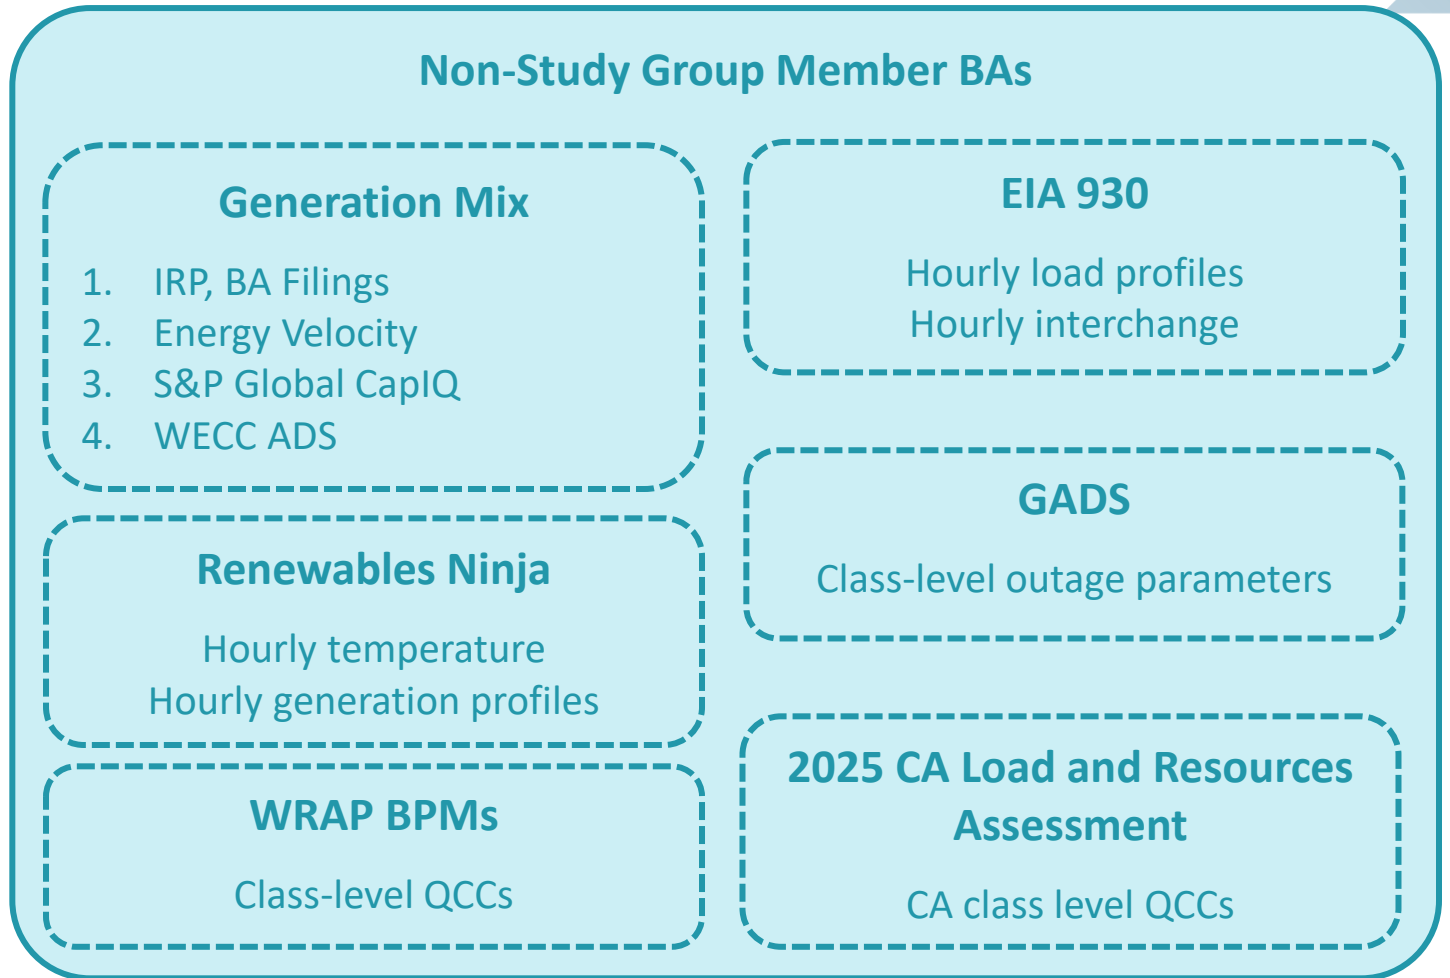 Non-Study Group Member BAs
Generation Mix
1. IRP, BA Filings
2. Energy Velocity
3. S&P Global CapIQ
4. WECC ADS
EIA 930
Hourly load profiles
Hourly interchange
Renewables Ninja
Hourly temperature
Hourly generation profiles
GADS
Class-level outage parameters
WRAP BPMs
Class-level QCCs
2025 CA Load and Resources
Assessment
CA class level QCCs